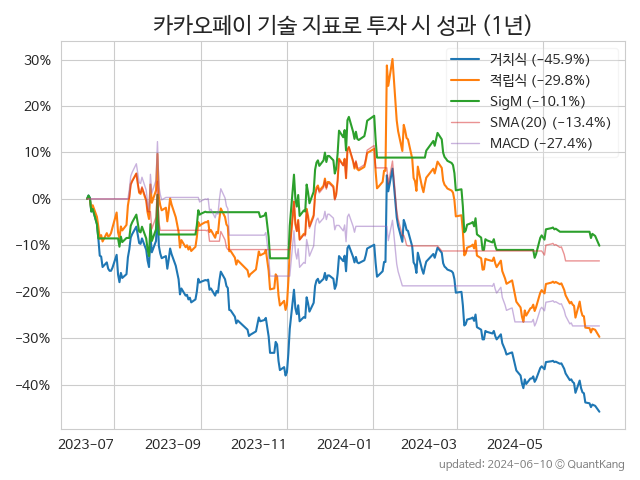 카카오페이 기술 지표로 투자 시 성과 (1년)
거치식 (−45.9%)
적립식 (−29.8%)
SigM (−10.1%)
SMA(20) (−13.4%)
MACD (−27.4%)
30%
20%
10%
0%
−10%
−20%
−30%
−40%
2023−07
2023−09
2023−11
2024−01
2024−03
2024−05
updated: 2024-06-10 © QuantKang